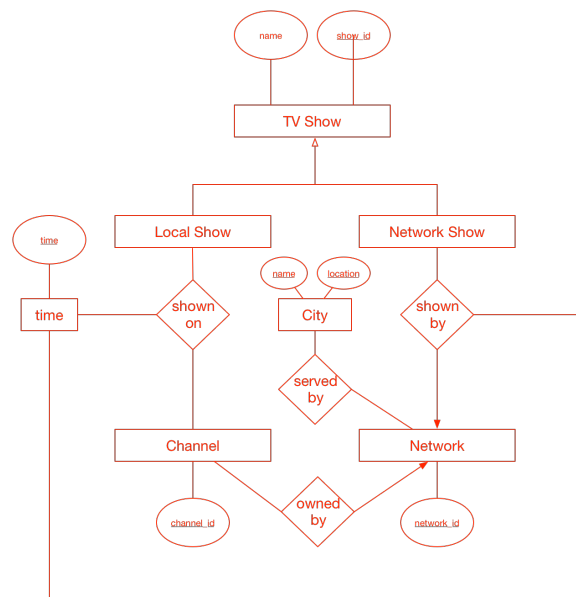 name
show_id
TV Show
Local Show
Network Show
time
name
location
time
shown
on
City
shown
by
served
by
Channel
Network
owned
by
channel_id
network_id